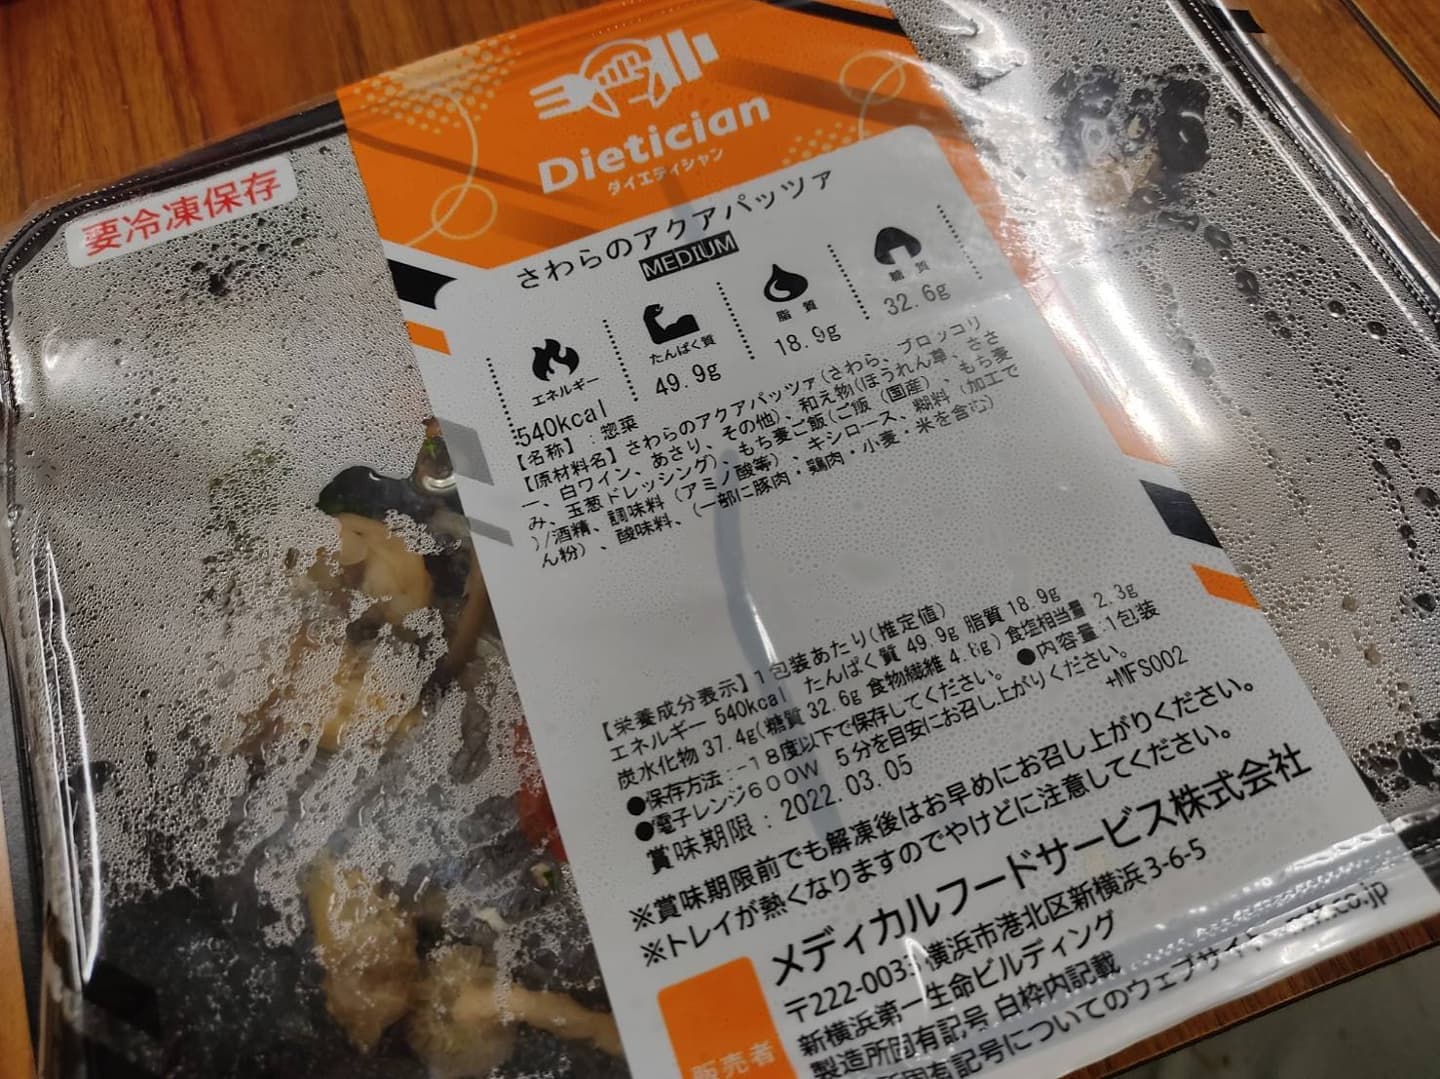 Dietician
ダイエティシャン
要冷凍保存
さわらのアクアパッツァ
MEDIUM
エネルギー
540kcal
たんぱく質
49.9g
脂質
18.9g
糖質
32.6g
【名称】:惣菜
【原材料名】さわらのアクアパッツァ(さわら、ブロッコリ
ー、白ワイン、あさり、その他)、和え物(ほうれん草、ささ
み、玉葱ドレッシング)、もち麦ご飯(ご飯(国産)、もち麦
)/酒精、調味料(アミノ酸等)、キシロース、糊料(加工で
ん粉)、酸味料、(一部に豚肉・鶏肉・小麦・米を含む)
【栄養成分表示】1包装あたり(推定値)
エネルギー 540kcal たんぱく質 49.9g 脂質 18.9g
炭水化物 37.4g(糖質 32.6g 食物繊維 4.8g) 食塩相当量 2.3g
●保存方法:-18度以下で保存してください。 ●内容量:1包装
●電子レンジ600W 5分を目安にお召し上がりください。
賞味期限: 2022.03.05 +MFS002
※賞味期限前でも解凍後はお早めにお召し上がりください。
※トレイが熱くなりますのでやけどに注意してください。
販売者
メディカルフードサービス株式会社
〒222-0033 横浜市港北区新横浜3-6-5
新横浜第一生命ビルディング
製造所固有記号 白枠内記載
固有記号についてのウェブサイト co.jp